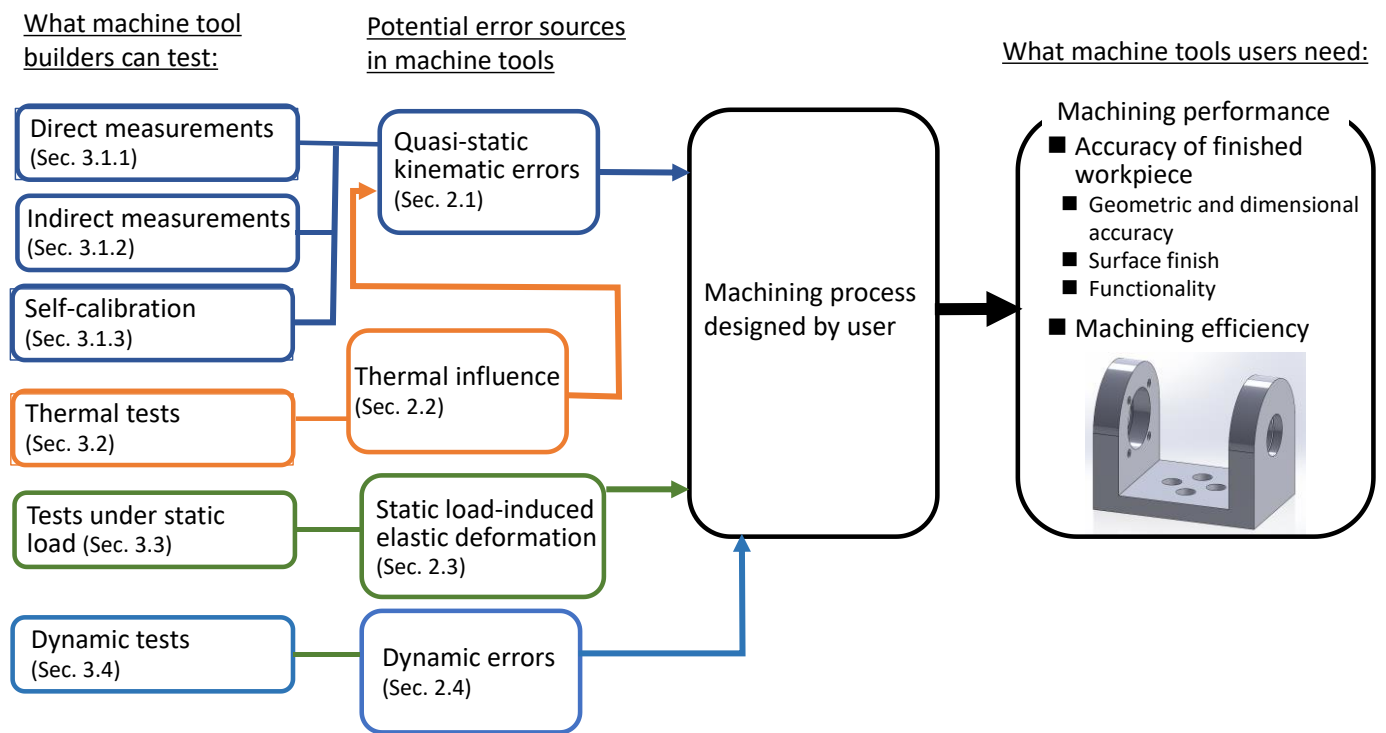 What machine tool
builders can test:
Direct measurements
(Sec. 3.1.1)
Indirect measurements
(Sec. 3.1.2)
Self-calibration
(Sec. 3.1.3)
Thermal tests
(Sec. 3.2)
Tests under static
load (Sec. 3.3)
Dynamic tests
(Sec. 3.4)
Potential error sources
in machine tools
Quasi-static
kinematic errors
(Sec. 2.1)
Thermal influence
(Sec. 2.2)
Static load-induced
elastic deformation
(Sec. 2.3)
Dynamic errors
(Sec. 2.4)
Machining process
designed by user
What machine tools users need:
Machining performance
■ Accuracy of finished
workpiece
■ Geometric and dimensional
accuracy
■ Surface finish
■ Functionality
■ Machining efficiency